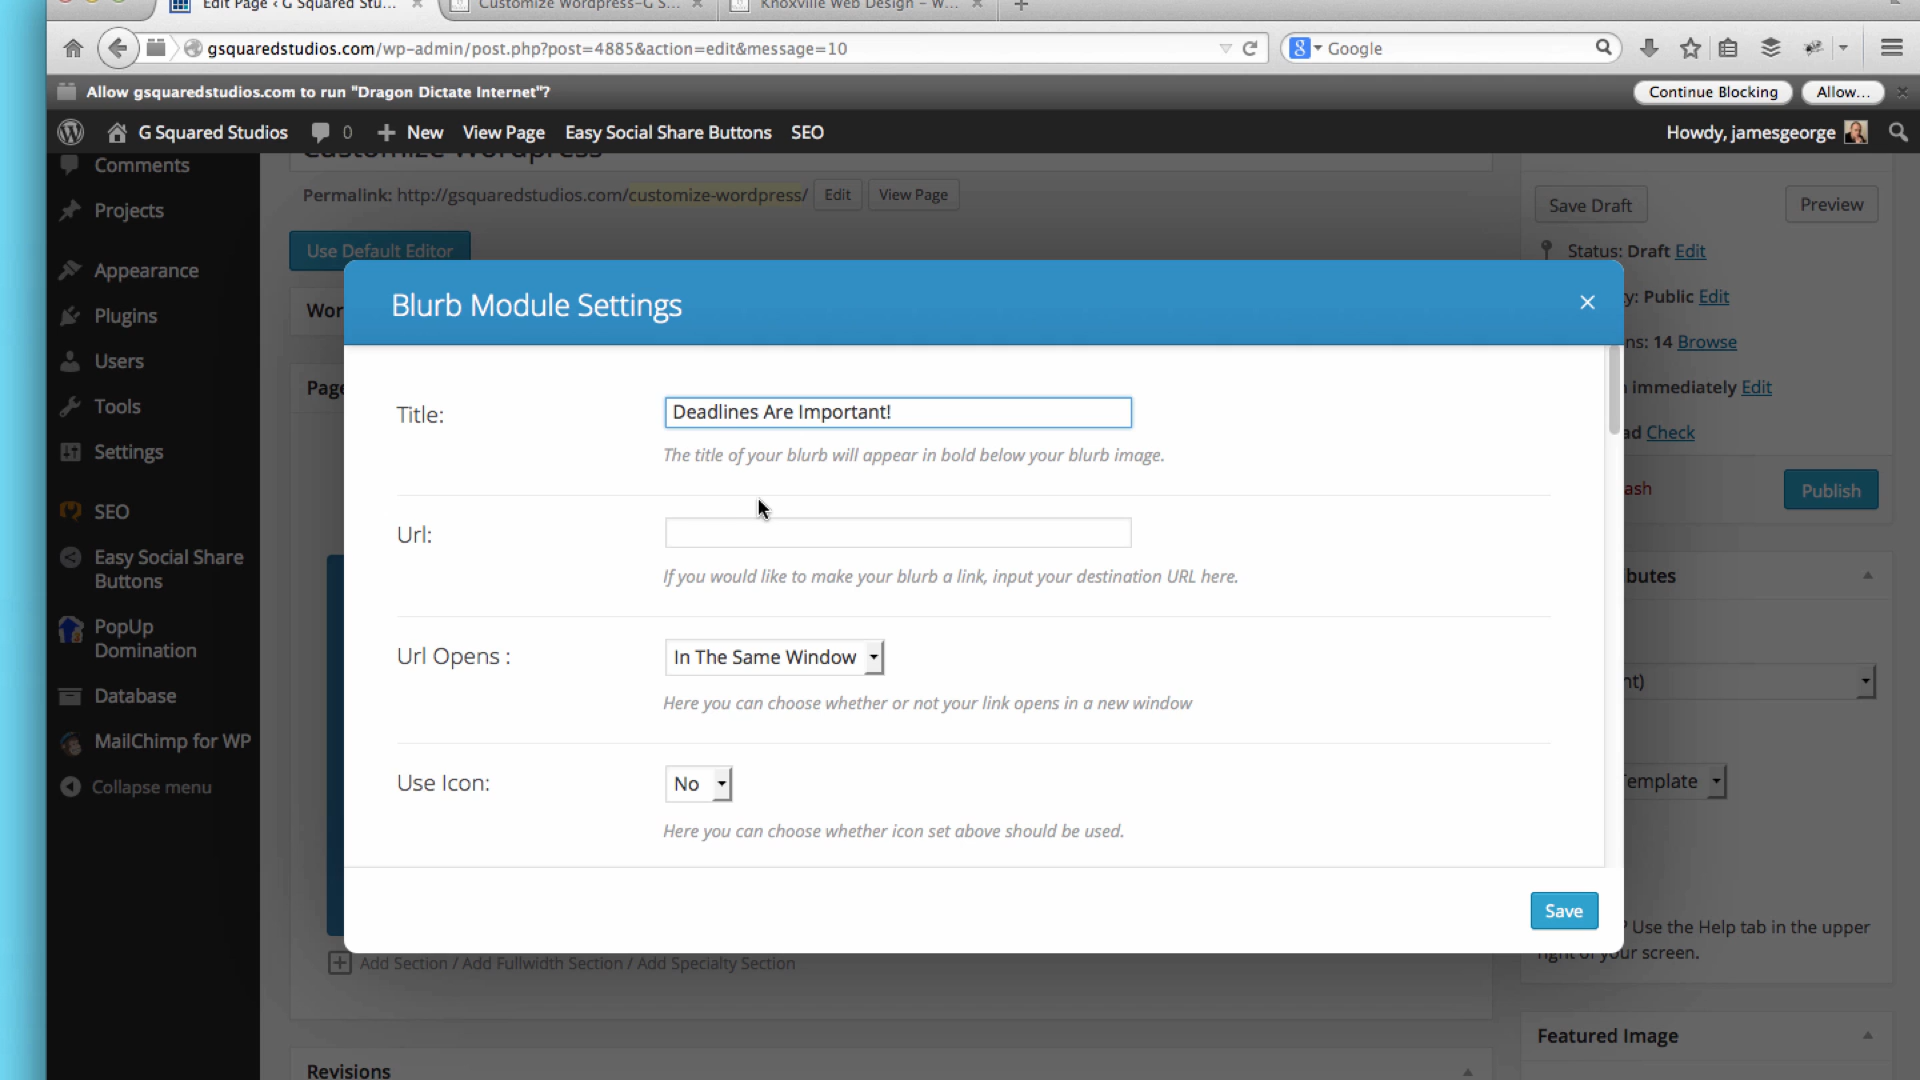 Edit Page ‹ G Squared Stu...
Customize Wordpress–G S...
Knoxville Web Design – W...
gsquaredstudios.com/wp-admin/post.php?post=4885&action=edit&message=10
Google
Allow gsquaredstudios.com to run "Dragon Dictate Internet"?
Continue Blocking
Allow...
G Squared Studios
0
New
View Page
Easy Social Share Buttons
SEO
Howdy, jamesgeorge
Comments
Projects
Appearance
Plugins
Users
Tools
Settings
SEO
Easy Social Share
Buttons
PopUp
Domination
Database
MailChimp for WP
Collapse menu
Customize Wordpress
Permalink: http://gsquaredstudios.com/customize-wordpress/
Edit
View Page
Use Default Editor
Wor
Page
Blurb Module Settings
Title:
Deadlines Are Important!
The title of your blurb will appear in bold below your blurb image.
Url:
If you would like to make your blurb a link, input your destination URL here.
Url Opens :
In The Same Window
Here you can choose whether or not your link opens in a new window
Use Icon:
No
Here you can choose whether icon set above should be used.
Save
Add Section / Add Fullwidth Section / Add Specialty Section
Revisions
Save Draft
Preview
Status: Draft Edit
y: Public Edit
ns: 14 Browse
immediately Edit
ad Check
ash
Publish
butes
nt)
Template
? Use the Help tab in the upper
right of your screen.
Featured Image